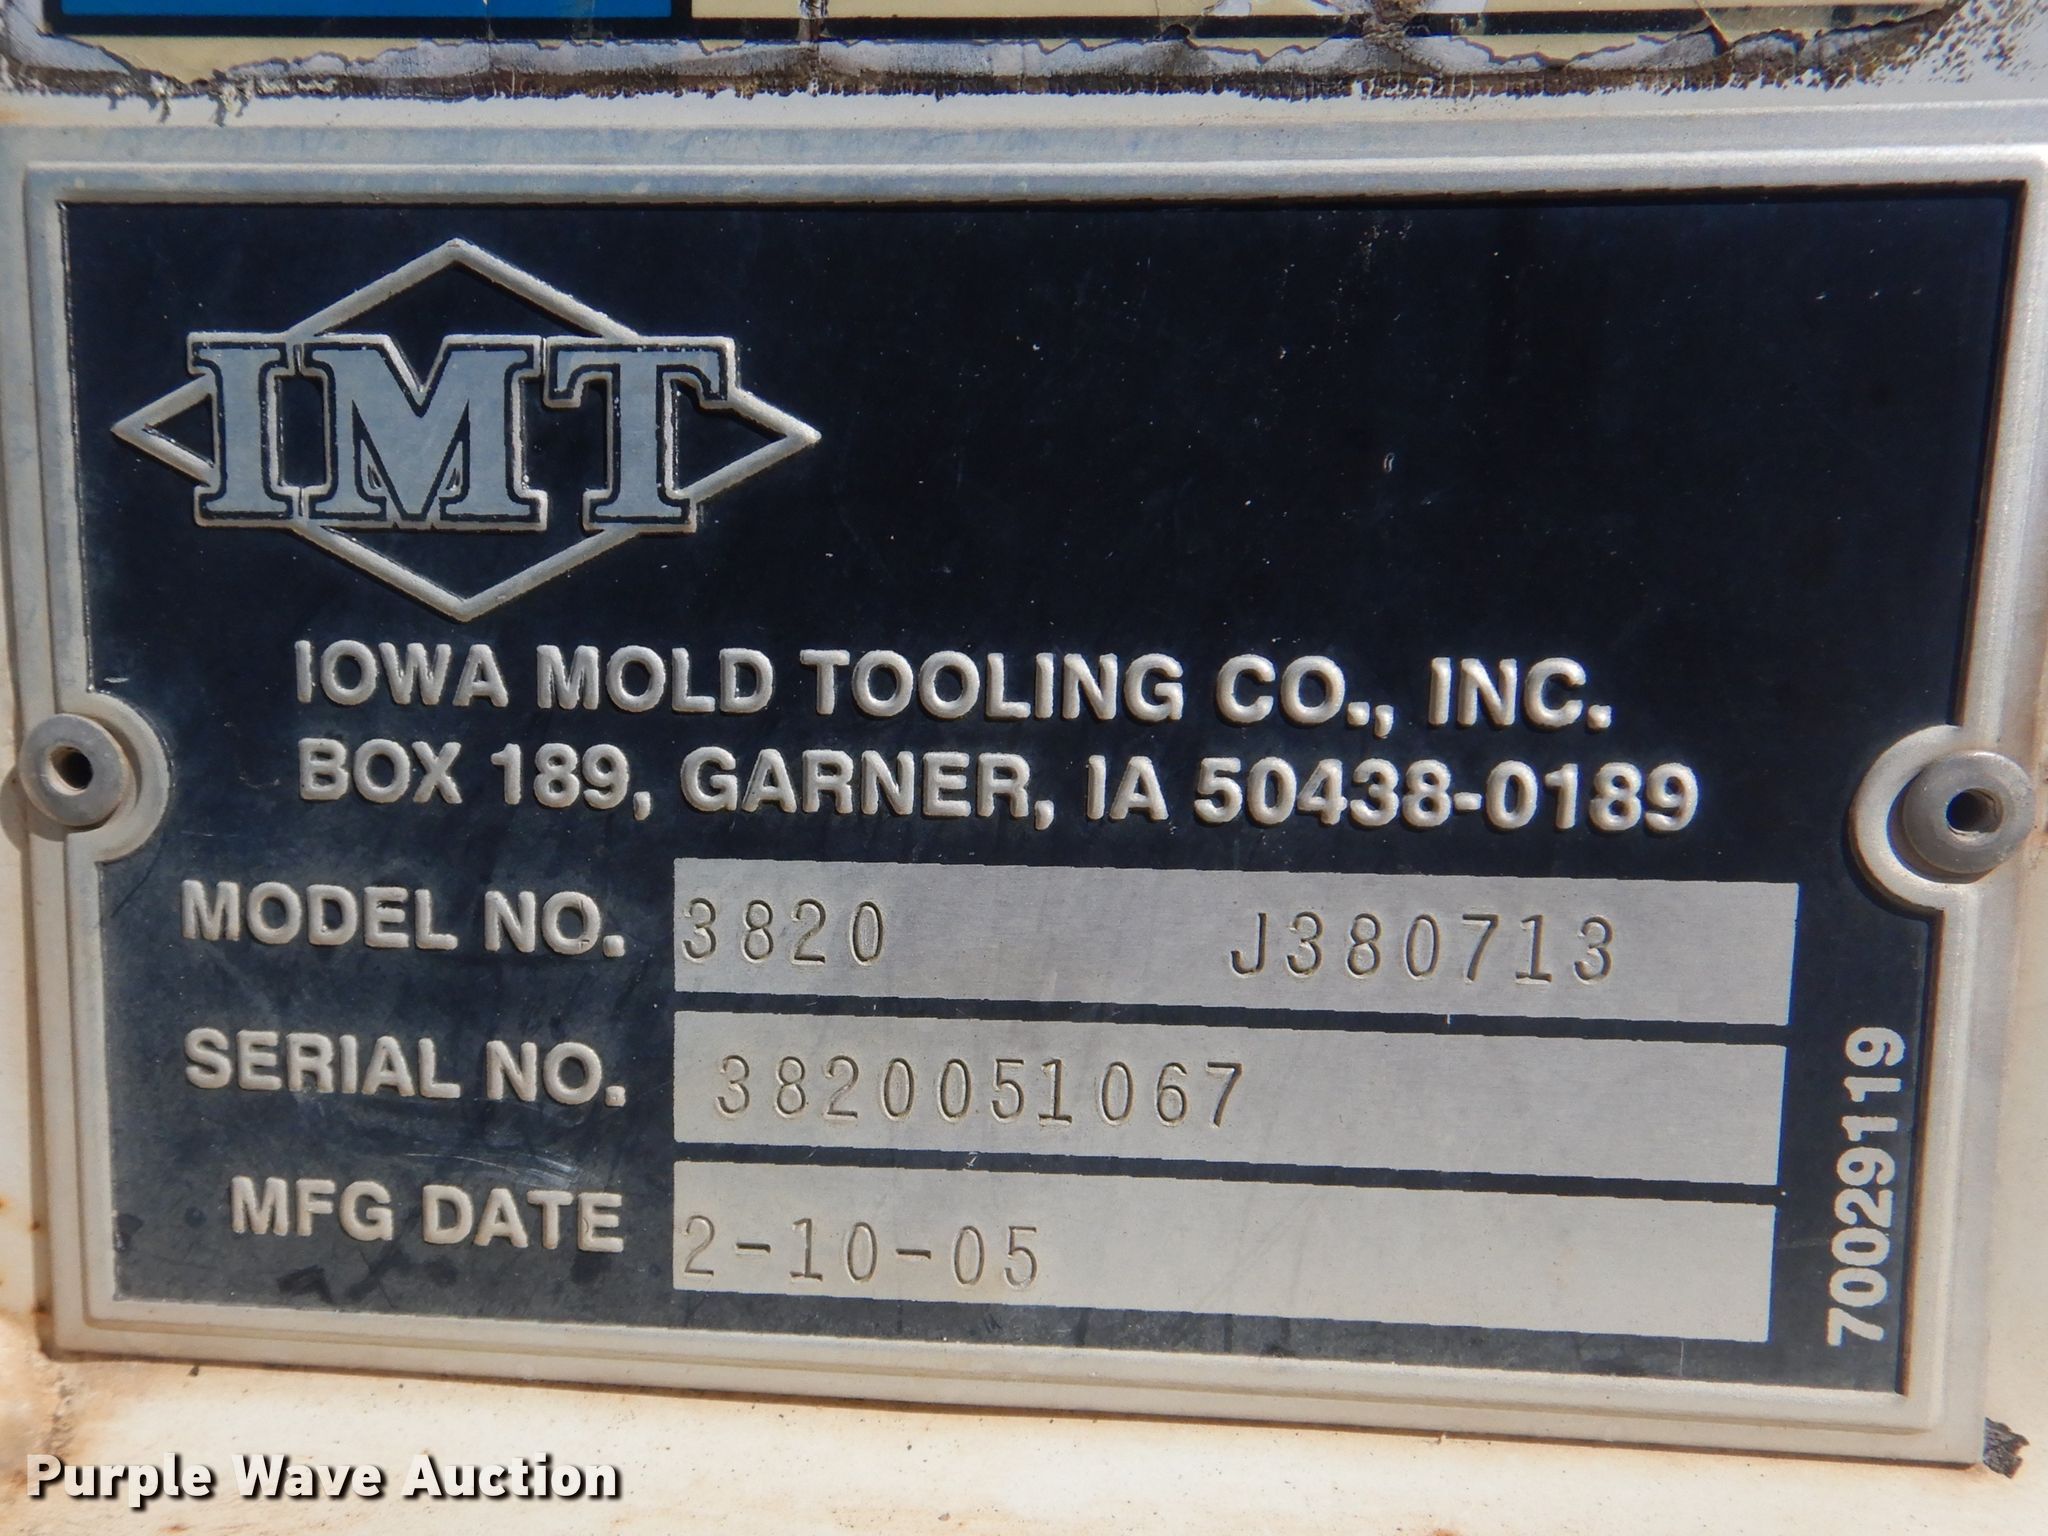 IMT
IOWA MOLD TOOLING CO., INC.
BOX 189, GARNER, IA 50438-0189
MODEL NO. 3820 J380713
SERIAL NO. 3820051067
MFG DATE 2-10-05
70029119
Purple Wave Auction